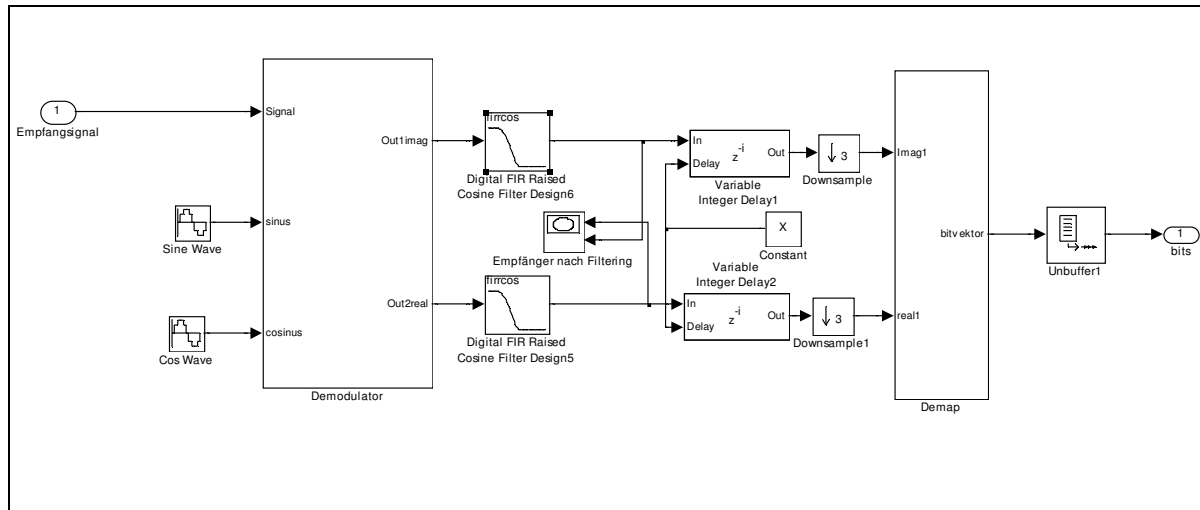 1
Empfangsignal
Sine Wave
Cos Wave
Signal
sinus
cosinus
Out1imag
Out2real
Demodulator
firrcos
Digital FIR Raised
Cosine Filter Design6
Empfänger nach Filtering
firrcos
Digital FIR Raised
Cosine Filter Design5
In
Delay
z^-i
Out
Variable
Integer Delay1
X
Constant
Variable
Integer Delay2
In
Delay
z^-i
Out
3
Downsample
3
Downsample1
Imag1
real1
bitvektor
Demap
Unbuffer1
1
bits